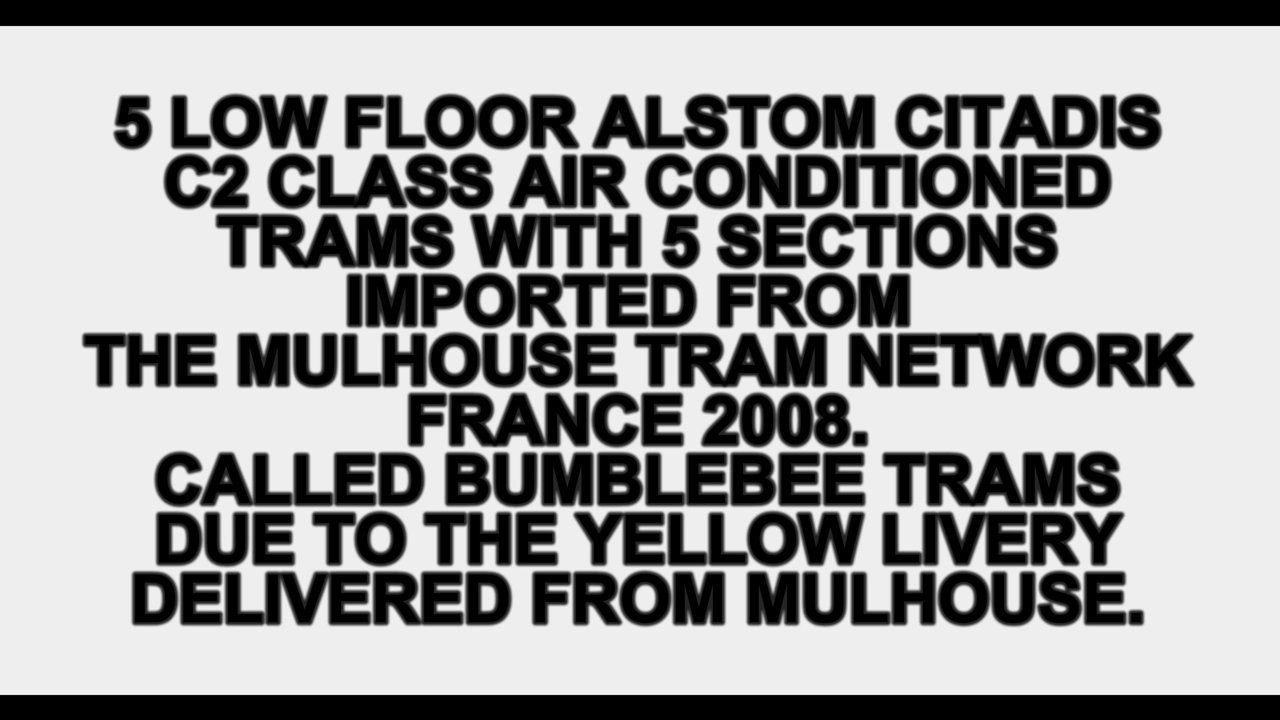 5 LOW FLOOR ALSTOM CITADIS
C2 CLASS AIR CONDITIONED
TRAMS WITH 5 SECTIONS
IMPORTED FROM
THE MULHOUSE TRAM NETWORK
FRANCE 2008.
CALLED BUMBLEBEE TRAMS
DUE TO THE YELLOW LIVERY
DELIVERED FROM MULHOUSE.